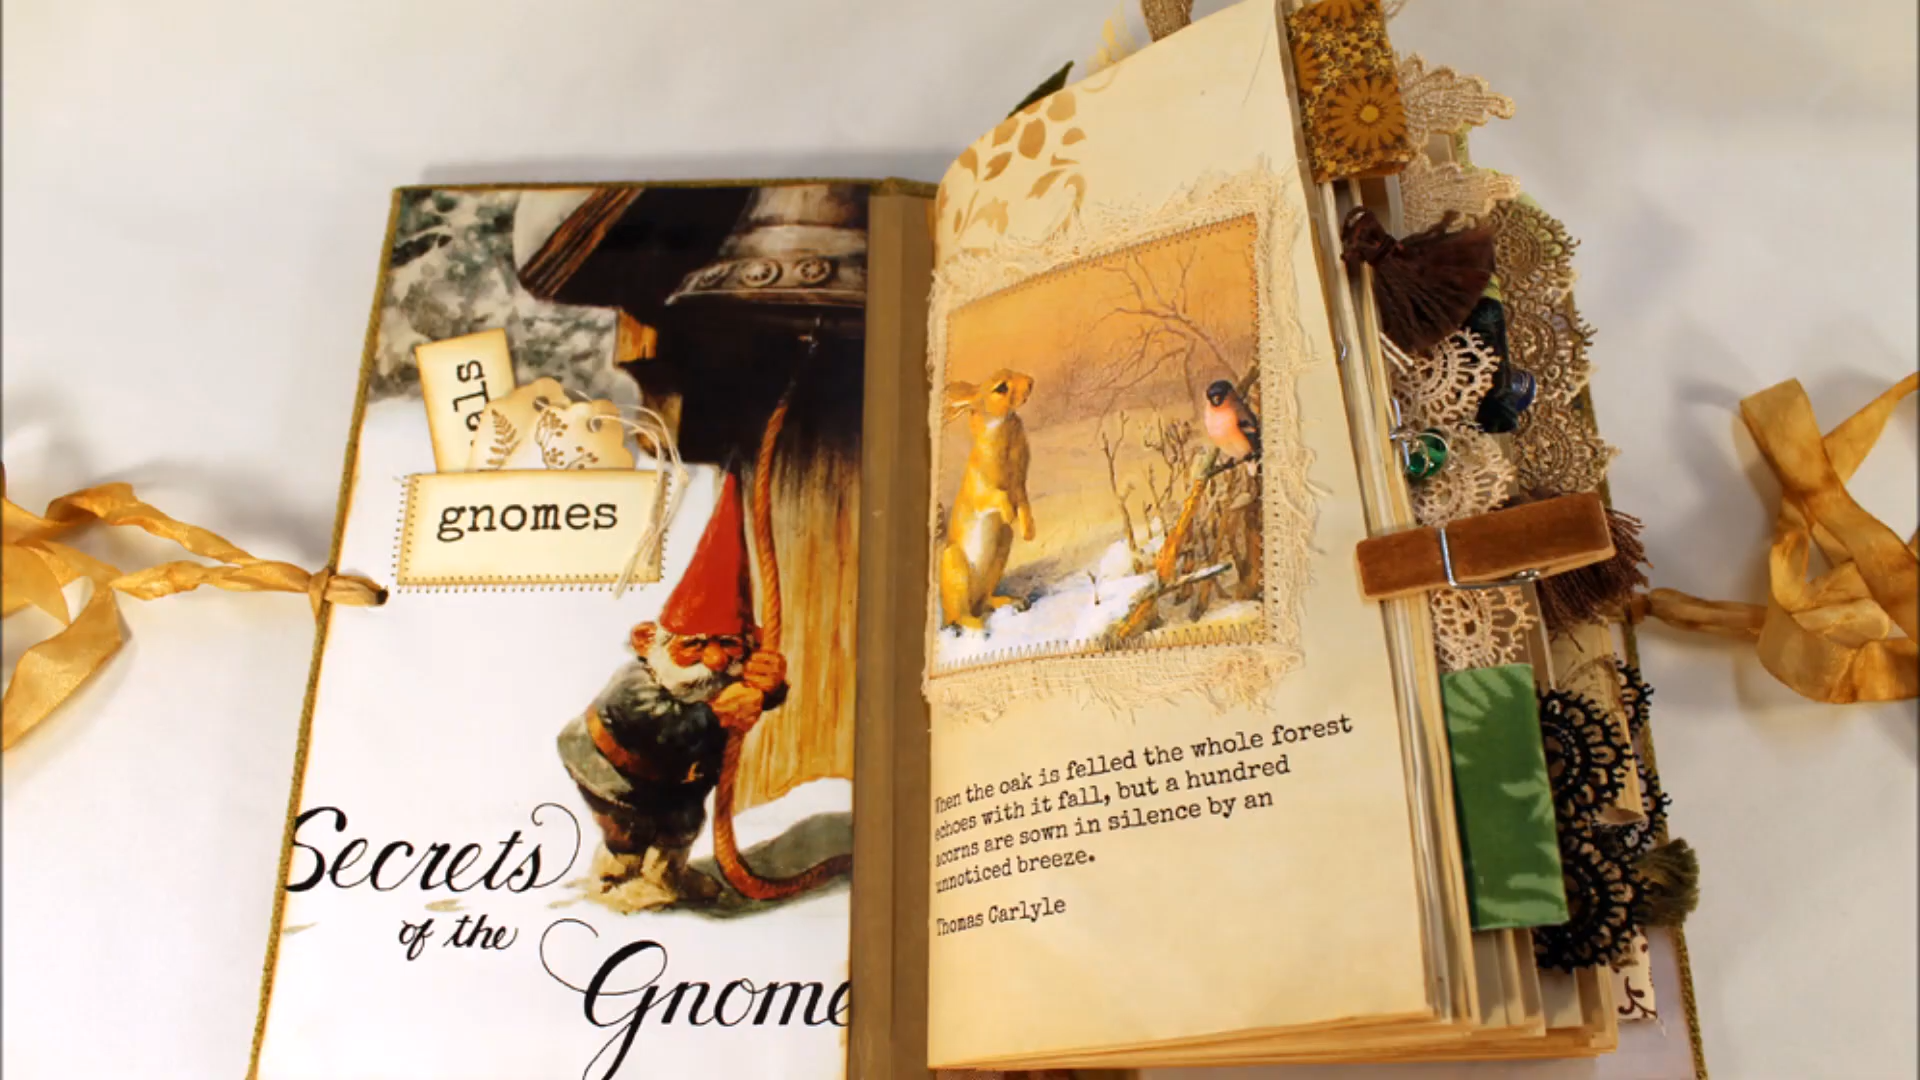 als
gnomes
Secrets
of the
Gnome
When the oak is felled the whole forest
echoes with it fall, but a hundred
acorns are sown in silence by an
unnoticed breeze.
Thomas Carlyle